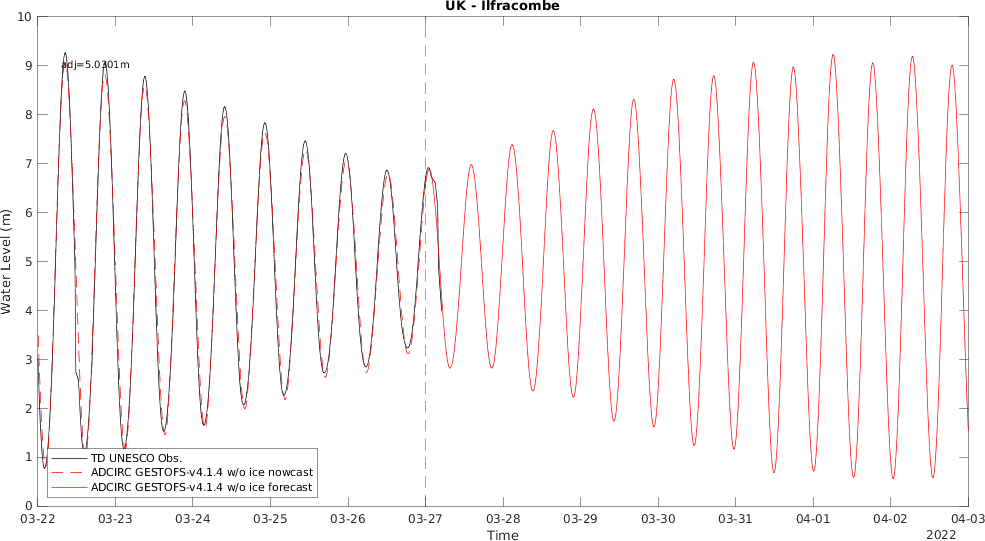 UK - Ilfracombe
10
9
8
7
6
5
4
3
2
1
0
Water Level (m)
adj=5.0301m
TD UNESCO Obs.
ADCIRC GESTOFS-v4.1.4 w/o ice nowcast
ADCIRC GESTOFS-v4.1.4 w/o ice forecast
03-22 03-23 03-24 03-25 03-26 03-27 03-28 03-29 03-30 03-31 04-01 04-02 04-03
Time
2022